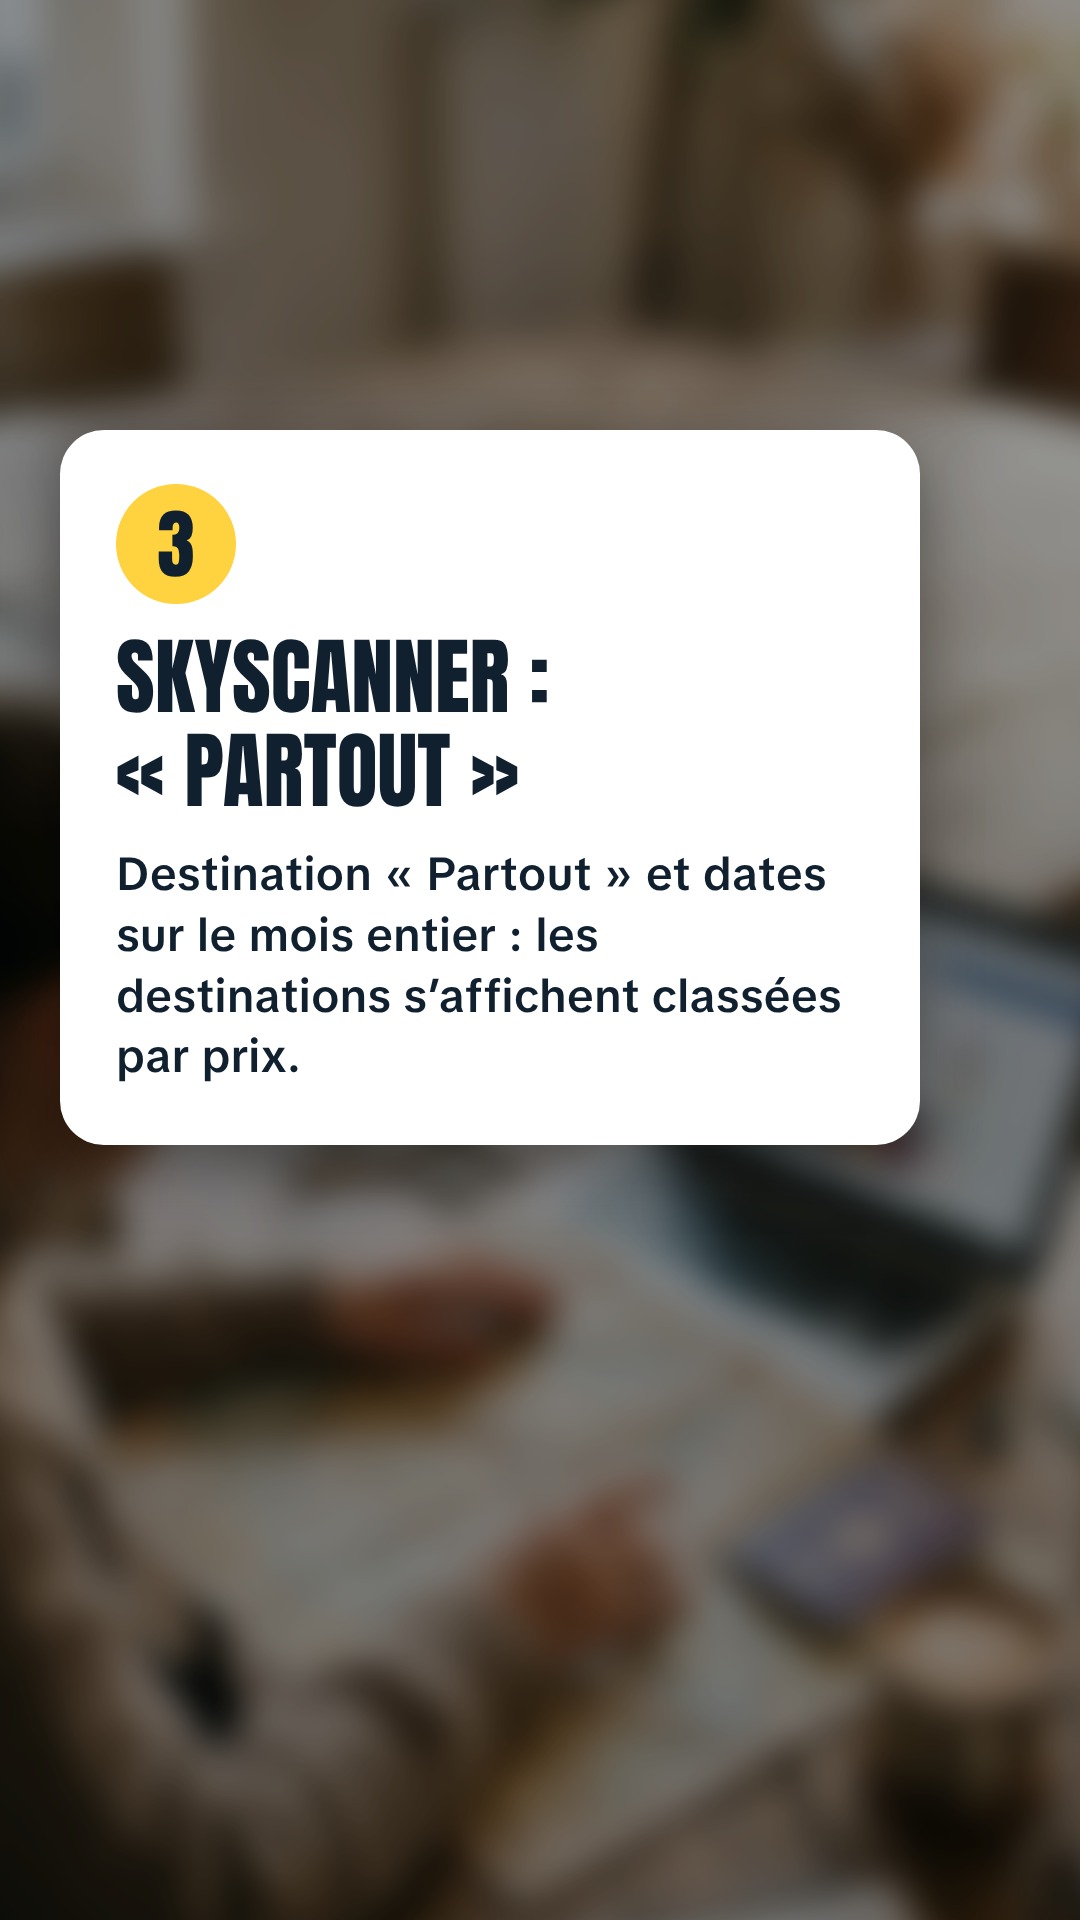 3
SKYSCANNER :
« PARTOUT »
Destination « Partout » et dates
sur le mois entier : les
destinations s’affichent classées
par prix.